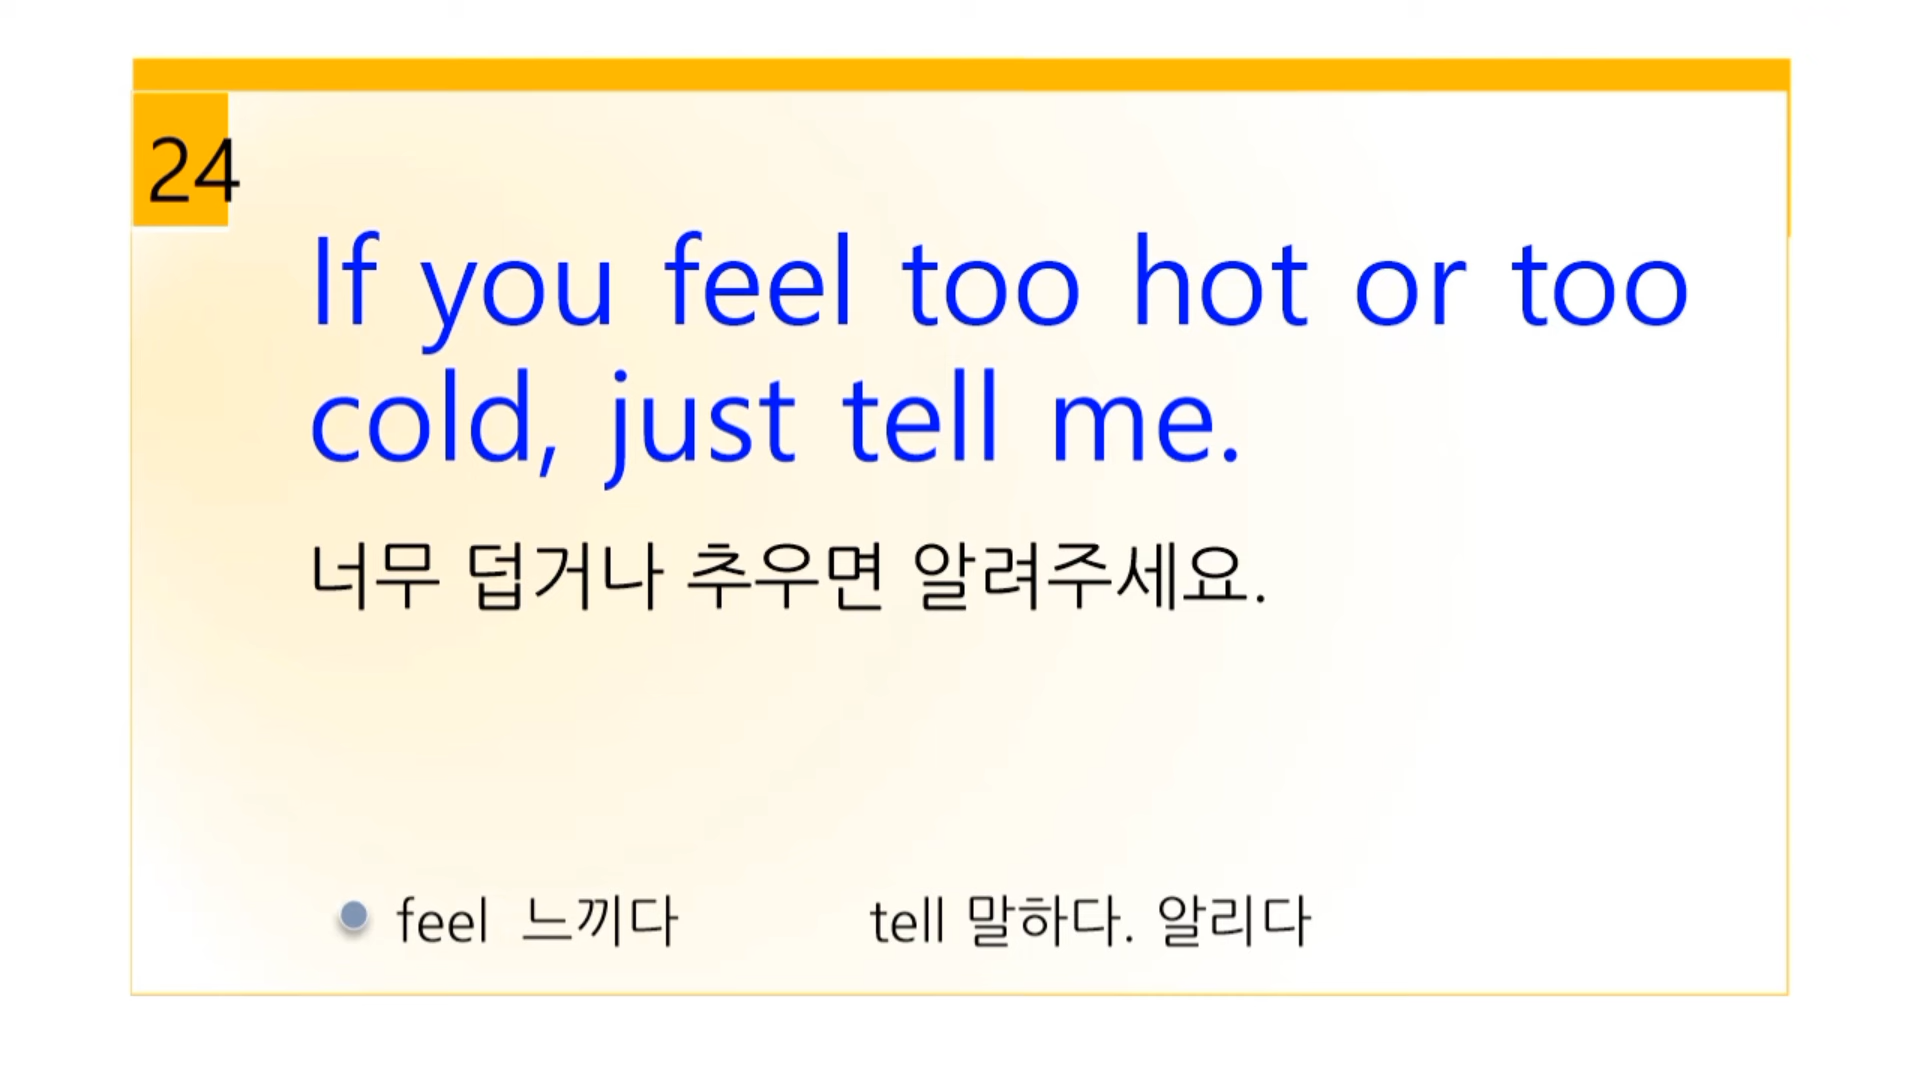 24
If you feel too hot or too
cold, just tell me.
너무 덥거나 추우면 알려주세요.
feel 느끼다 tell 말하다. 알리다